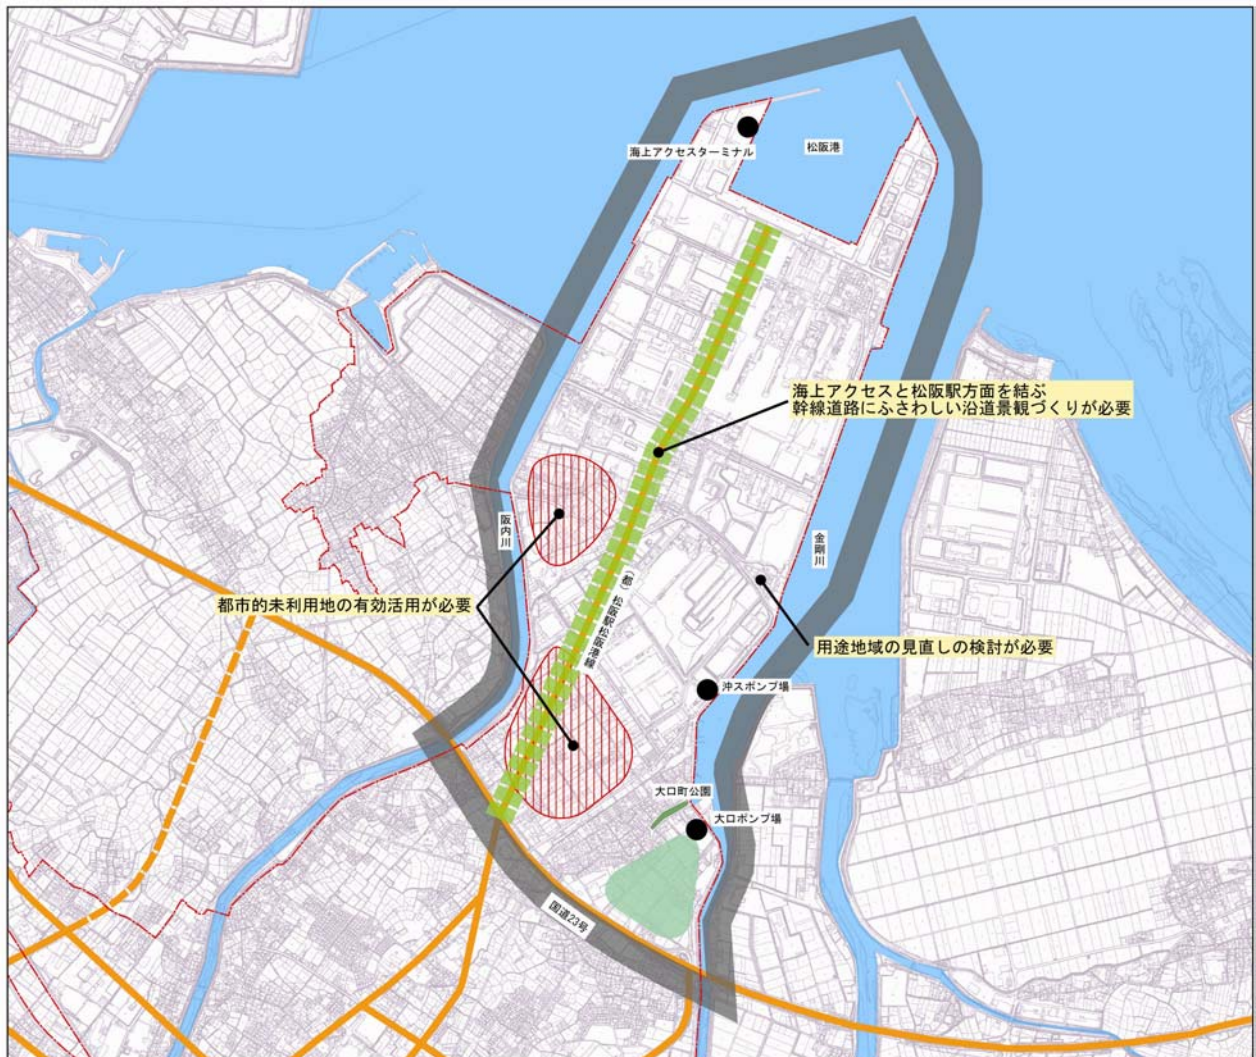 海上アクセスターミナル
松阪港
海上アクセスと松阪駅方面を結ぶ
幹線道路にふさわしい沿道景観づくりが必要
阪内川
金剛川
(都)松阪駅松阪港線
都市的未利用地の有効活用が必要
用途地域の見直しの検討が必要
沖スポンプ場
大口町公園
大口ポンプ場
国道23号